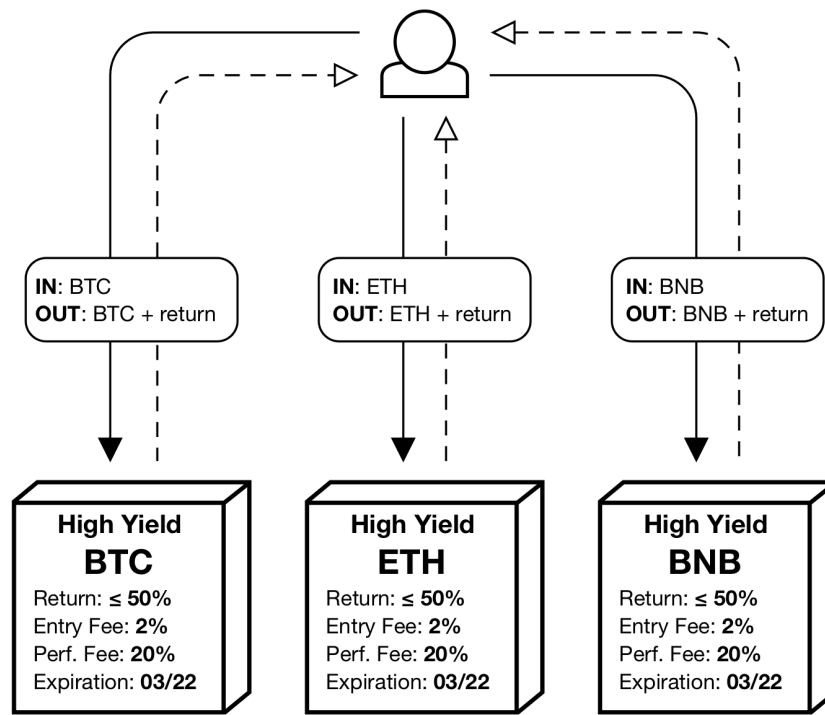 IN: BTC
OUT: BTC + return
IN: ETH
OUT: ETH + return
IN: BNB
OUT: BNB + return
High Yield
BTC
Return: ≤ 50%
Entry Fee: 2%
Perf. Fee: 20%
Expiration: 03/22
High Yield
ETH
Return: ≤ 50%
Entry Fee: 2%
Perf. Fee: 20%
Expiration: 03/22
High Yield
BNB
Return: ≤ 50%
Entry Fee: 2%
Perf. Fee: 20%
Expiration: 03/22